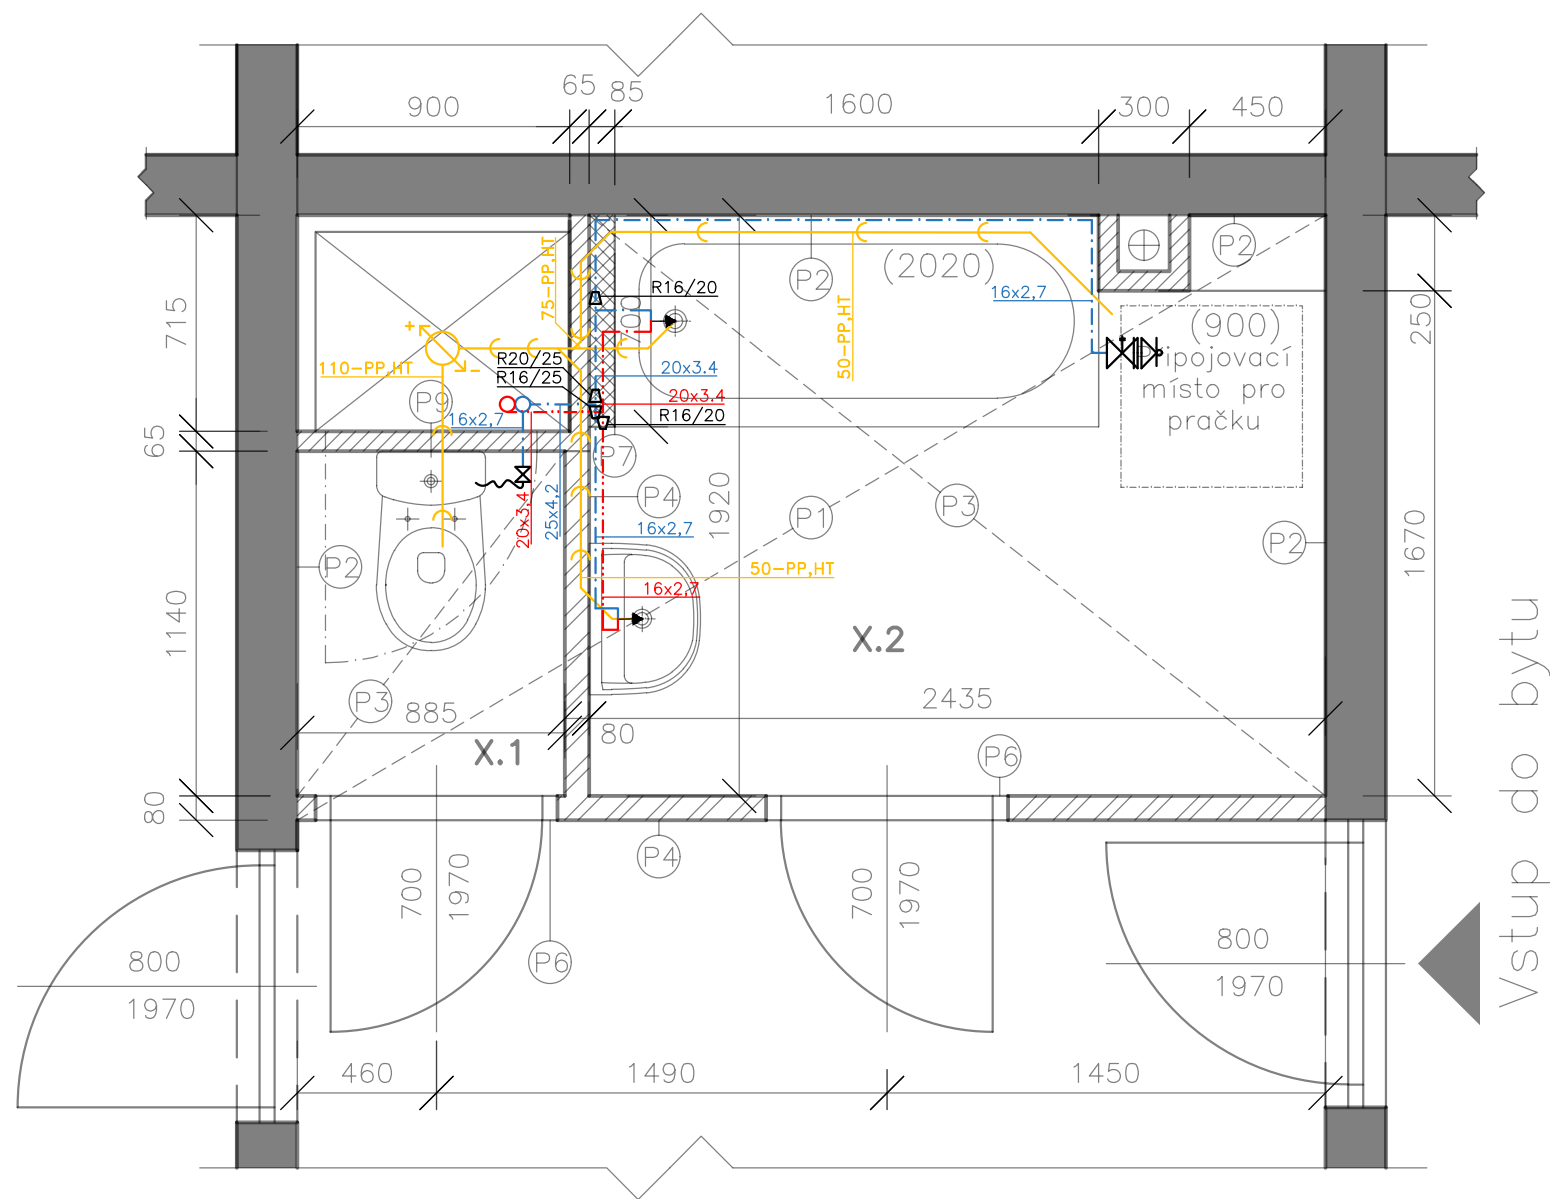 65
85
900
1600
300
450
75-PP,HT
R16/20
700
(2020)
P2
P2
16x2,7
50-PP,HT
(900)
Připojovací
místo pro
pračku
250
715
+
-
110-PP,HT
R20/25
R16/25
20x3.4
20x3.4
R16/20
P9
16x2,7
65
P7
P4
1920
P1
P3
20x3,4
25x4,2
16x2,7
P2
1670
P2
50-PP,HT
16x2,7
1140
X.2
P3
885
2435
80
X.1
P6
80
P4
700
1970
700
1970
P6
800
1970
800
1970
Vstup do bytu
460
1490
1450